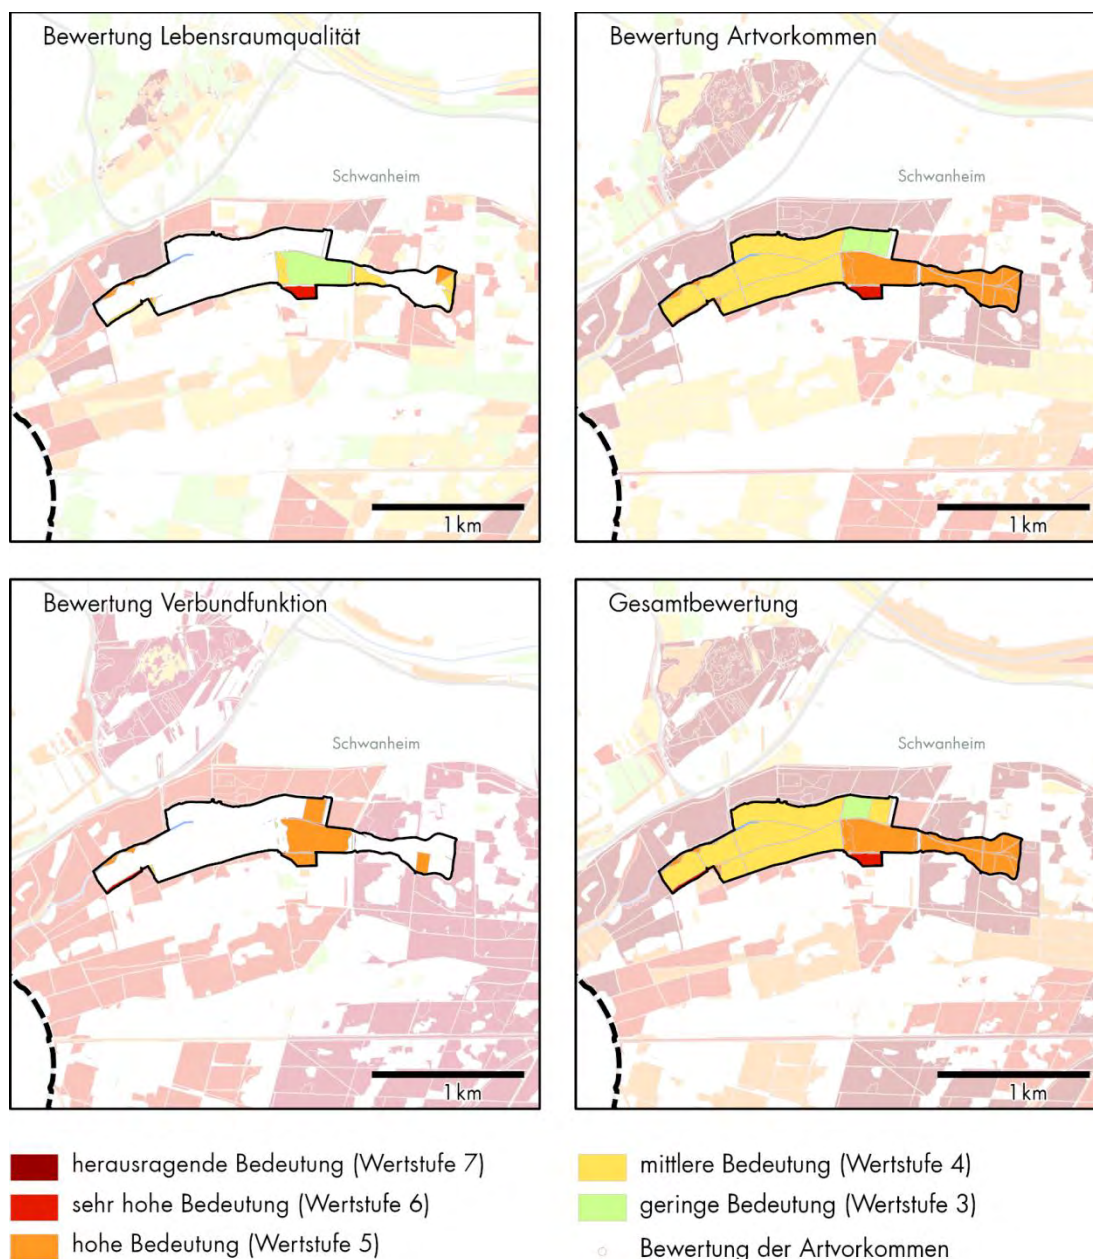 Bewertung Lebensraumqualität
Schwanheim
1 km
Bewertung Artvorkommen
Schwanheim
1 km
Bewertung Verbundfunktion
Schwanheim
1 km
Gesamtbewertung
Schwanheim
1 km
herausragende Bedeutung (Wertstufe 7)
sehr hohe Bedeutung (Wertstufe 6)
hohe Bedeutung (Wertstufe 5)
mittlere Bedeutung (Wertstufe 4)
geringe Bedeutung (Wertstufe 3)
Bewertung der Artvorkommen